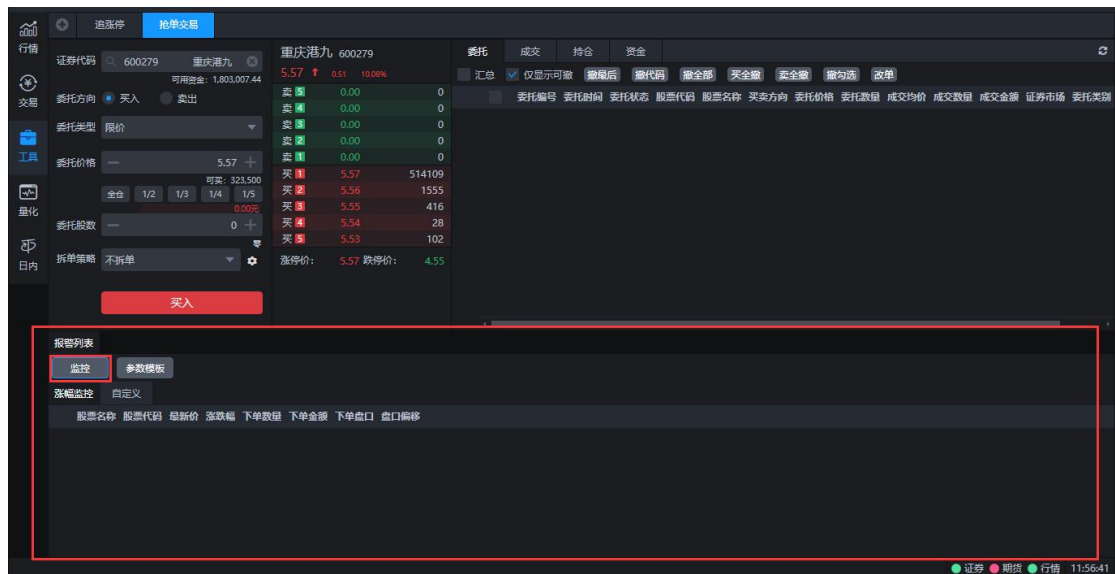 追涨停 抢单交易
行情
交易
工具
量化
日内
证券代码 600279 重庆港九
可用资金: 1,803,007.44
委托方向 买入 卖出
委托类型 限价
委托价格 5.57
可买: 323,500
全仓 1/2 1/3 1/4 1/5
0.00元
委托股数 0
零
拆单策略 不拆单
买入
重庆港九 600279
5.57 0.51 10.08%
卖 5 0.00 0
卖 4 0.00 0
卖 3 0.00 0
卖 2 0.00 0
卖 1 0.00 0
买 1 5.57 514109
买 2 5.56 1555
买 3 5.55 416
买 4 5.54 28
买 5 5.53 102
涨停价: 5.57 跌停价: 4.55
委托 成交 持仓 资金
汇总 仅显示可撤 撤最后 撤代码 撤全部 买全撤 卖全撤 撤勾选 改单
委托编号 委托时间 委托状态 股票代码 股票名称 买卖方向 委托价格 委托数量 成交均价 成交数量 成交金额 证券市场 委托类别
报警列表
监控 参数模板
涨幅监控 自定义
股票名称 股票代码 最新价 涨跌幅 下单数量 下单金额 下单盘口 盘口偏移
证券 期货 行情 11:56:41